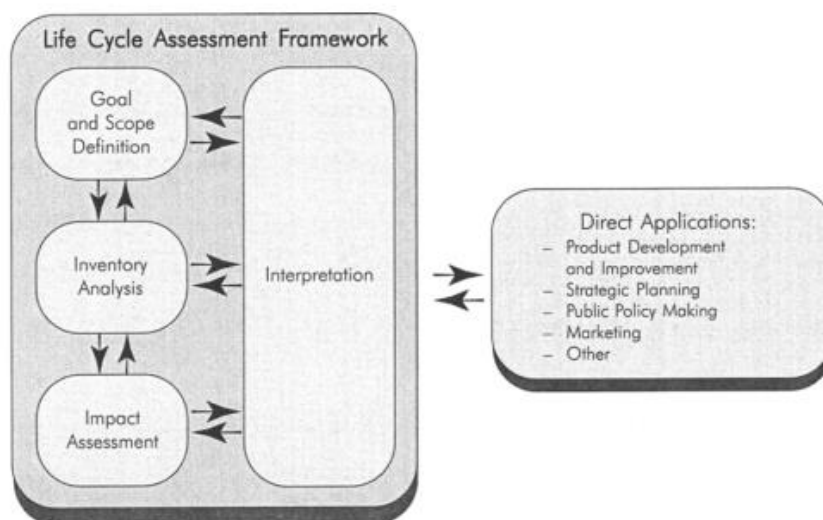 Life Cycle Assessment Framework
Goal
and Scope
Definition
Inventory
Analysis
Impact
Assessment
Interpretation
Direct Applications:
– Product Development
and Improvement
– Strategic Planning
– Public Policy Making
– Marketing
– Other